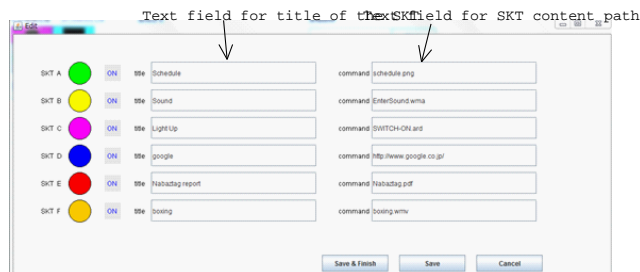 Text field for title of the SKT
Text field for SKT content path
Edit
SKT A ON title Schedule command schedule.png
SKT B ON title Sound command EnterSound.wma
SKT C ON title Light Up command SWITCH-ON.ard
SKT D ON title google command http://www.google.co.jp/
SKT E ON title Nabaztag report command Nabaztag.pdf
SKT F ON title boxing command boxing.wmv
Save & Finish Save Cancel